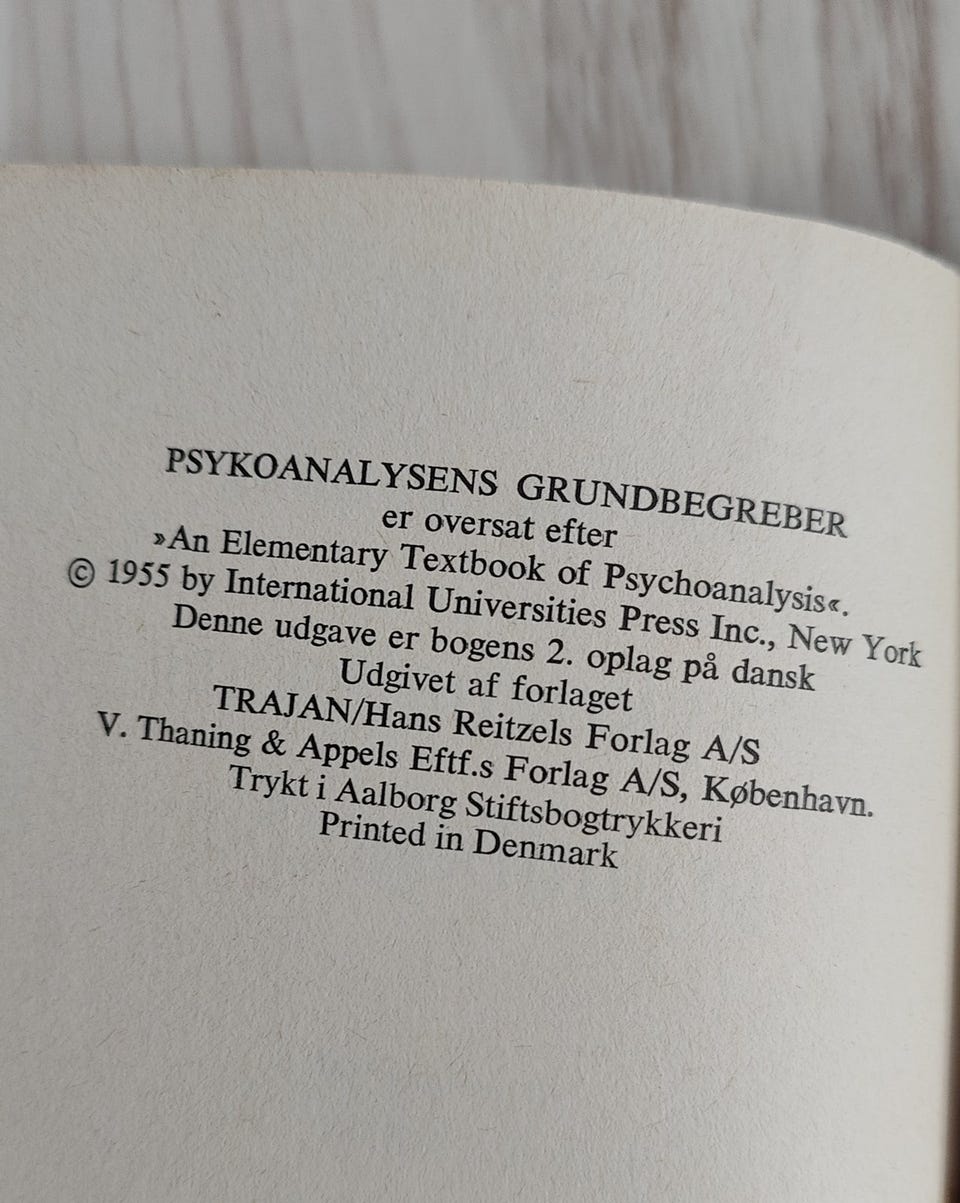 PSYKOANALYSENS GRUNDBEGREBER
er oversat efter
»An Elementary Textbook of Psychoanalysis«.
© 1955 by International Universities Press Inc., New York
Denne udgave er bogens 2. oplag på dansk
Udgivet af forlaget
TRAJAN/Hans Reitzels Forlag A/S
V. Thaning & Appels Eftf.s Forlag A/S, København.
Trykt i Aalborg Stiftsbogtrykkeri
Printed in Denmark